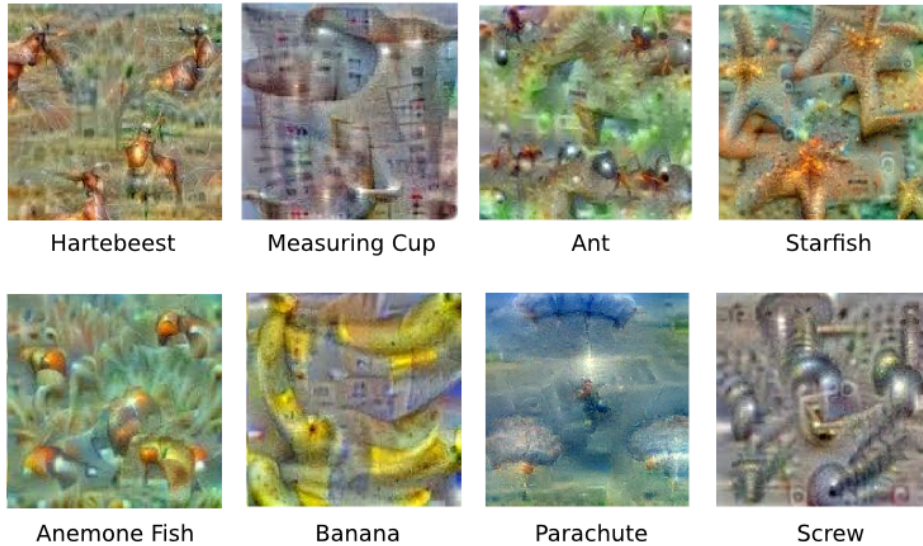 Hartebeest
Measuring Cup
Ant
Starfish
Anemone Fish
Banana
Parachute
Screw